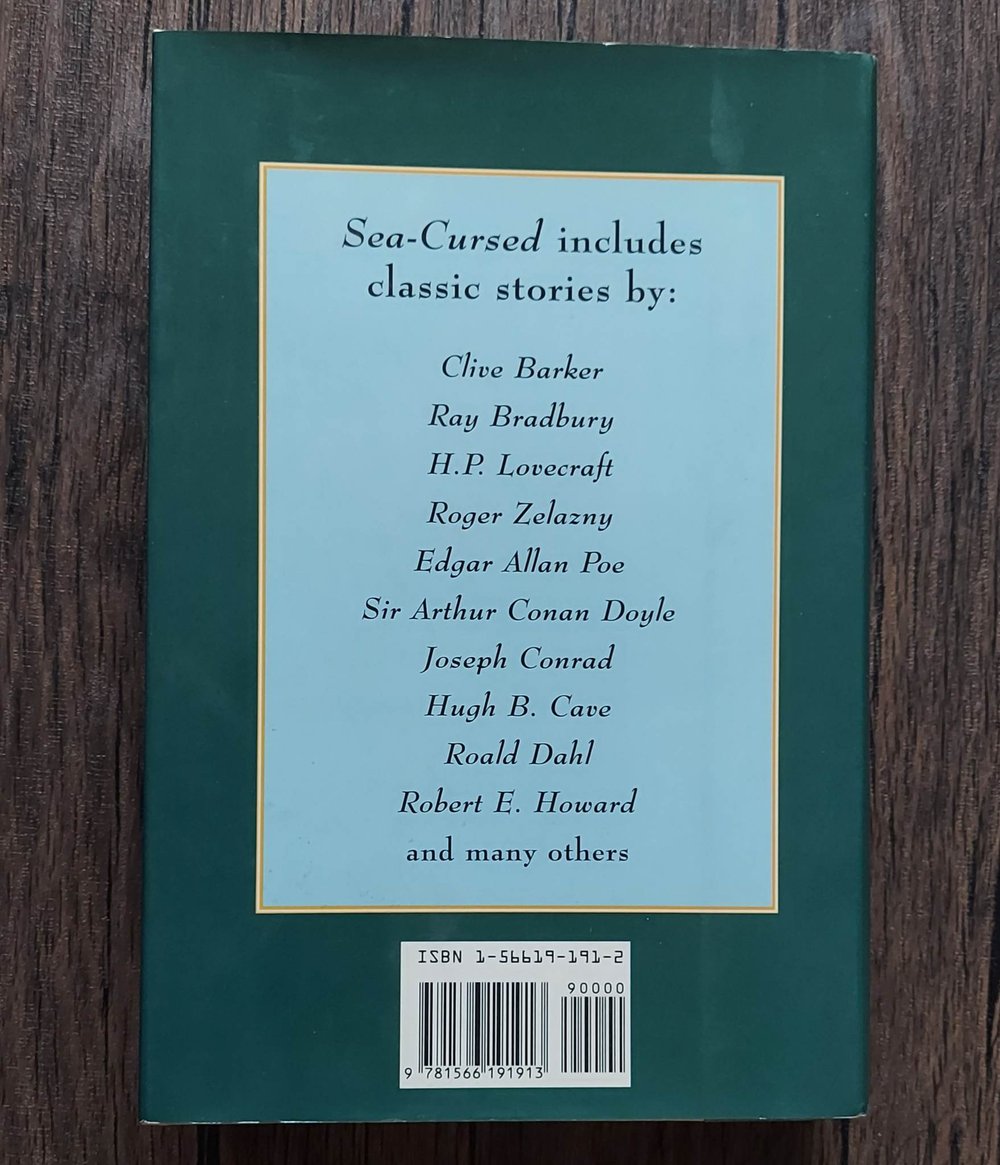 Sea-Cursed includes
classic stories by:
Clive Barker
Ray Bradbury
H.P. Lovecraft
Roger Zelazny
Edgar Allan Poe
Sir Arthur Conan Doyle
Joseph Conrad
Hugh B. Cave
Roald Dahl
Robert E. Howard
and many others
ISBN 1-56619-191-2
90000
9 781566 191913